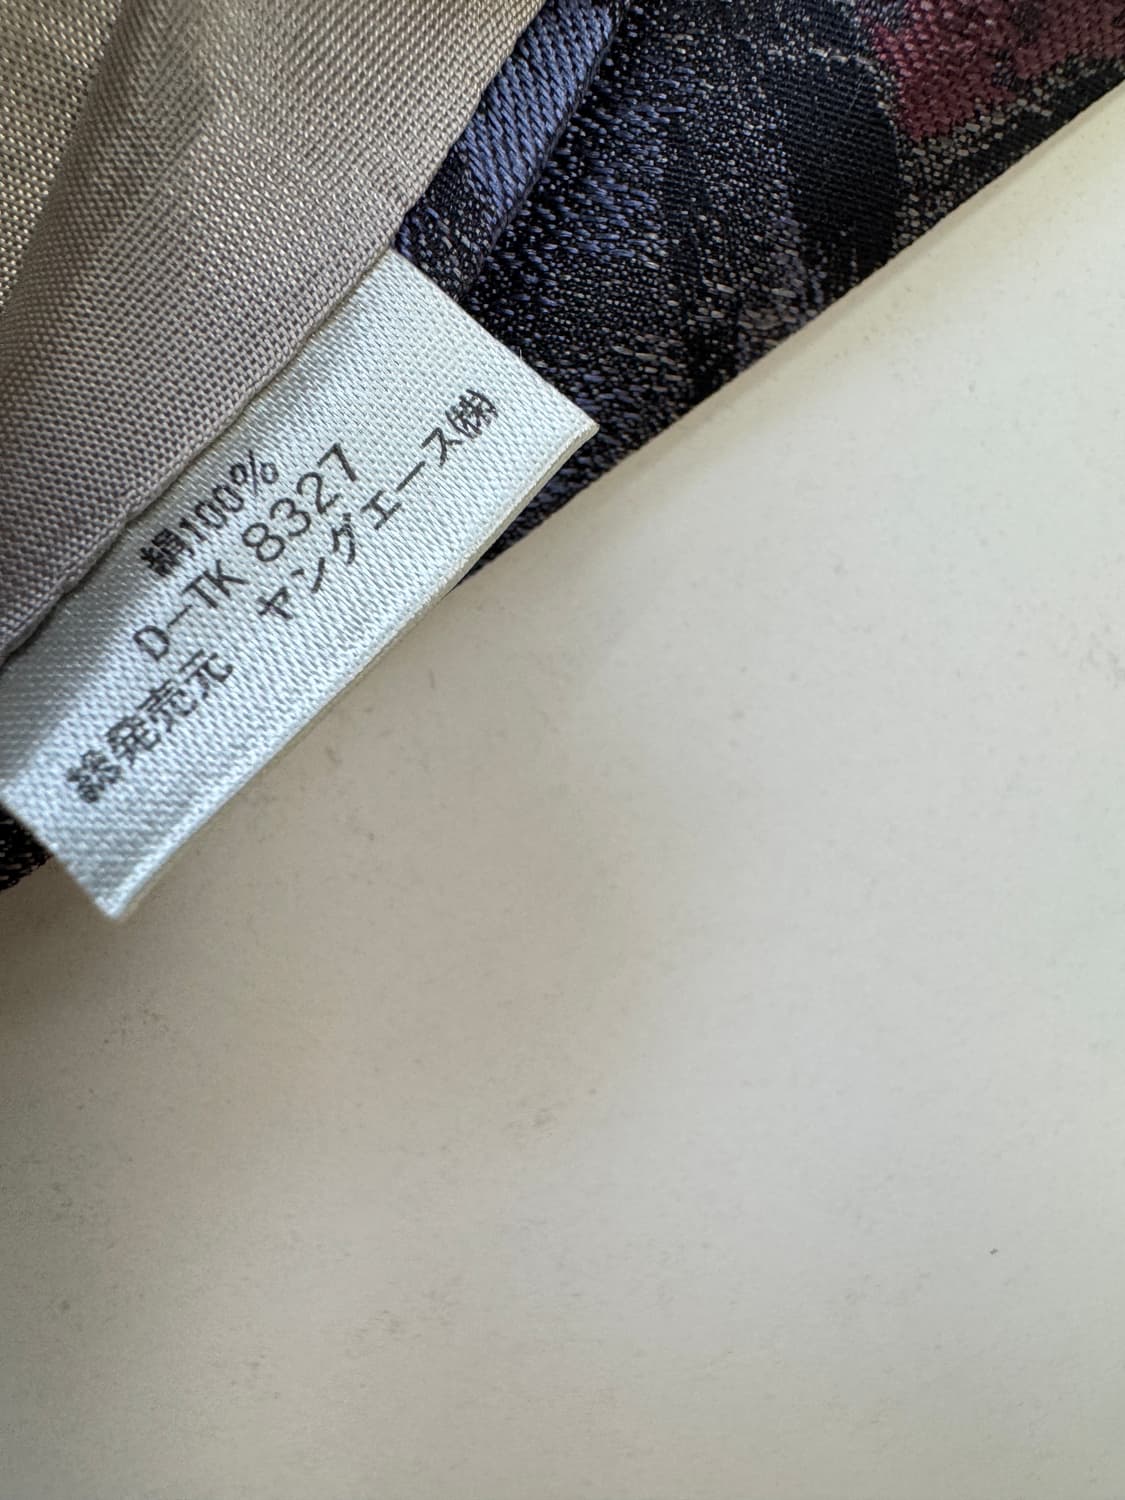 絹100%
D-TK 8327
総発売元
ヤングエース㈱